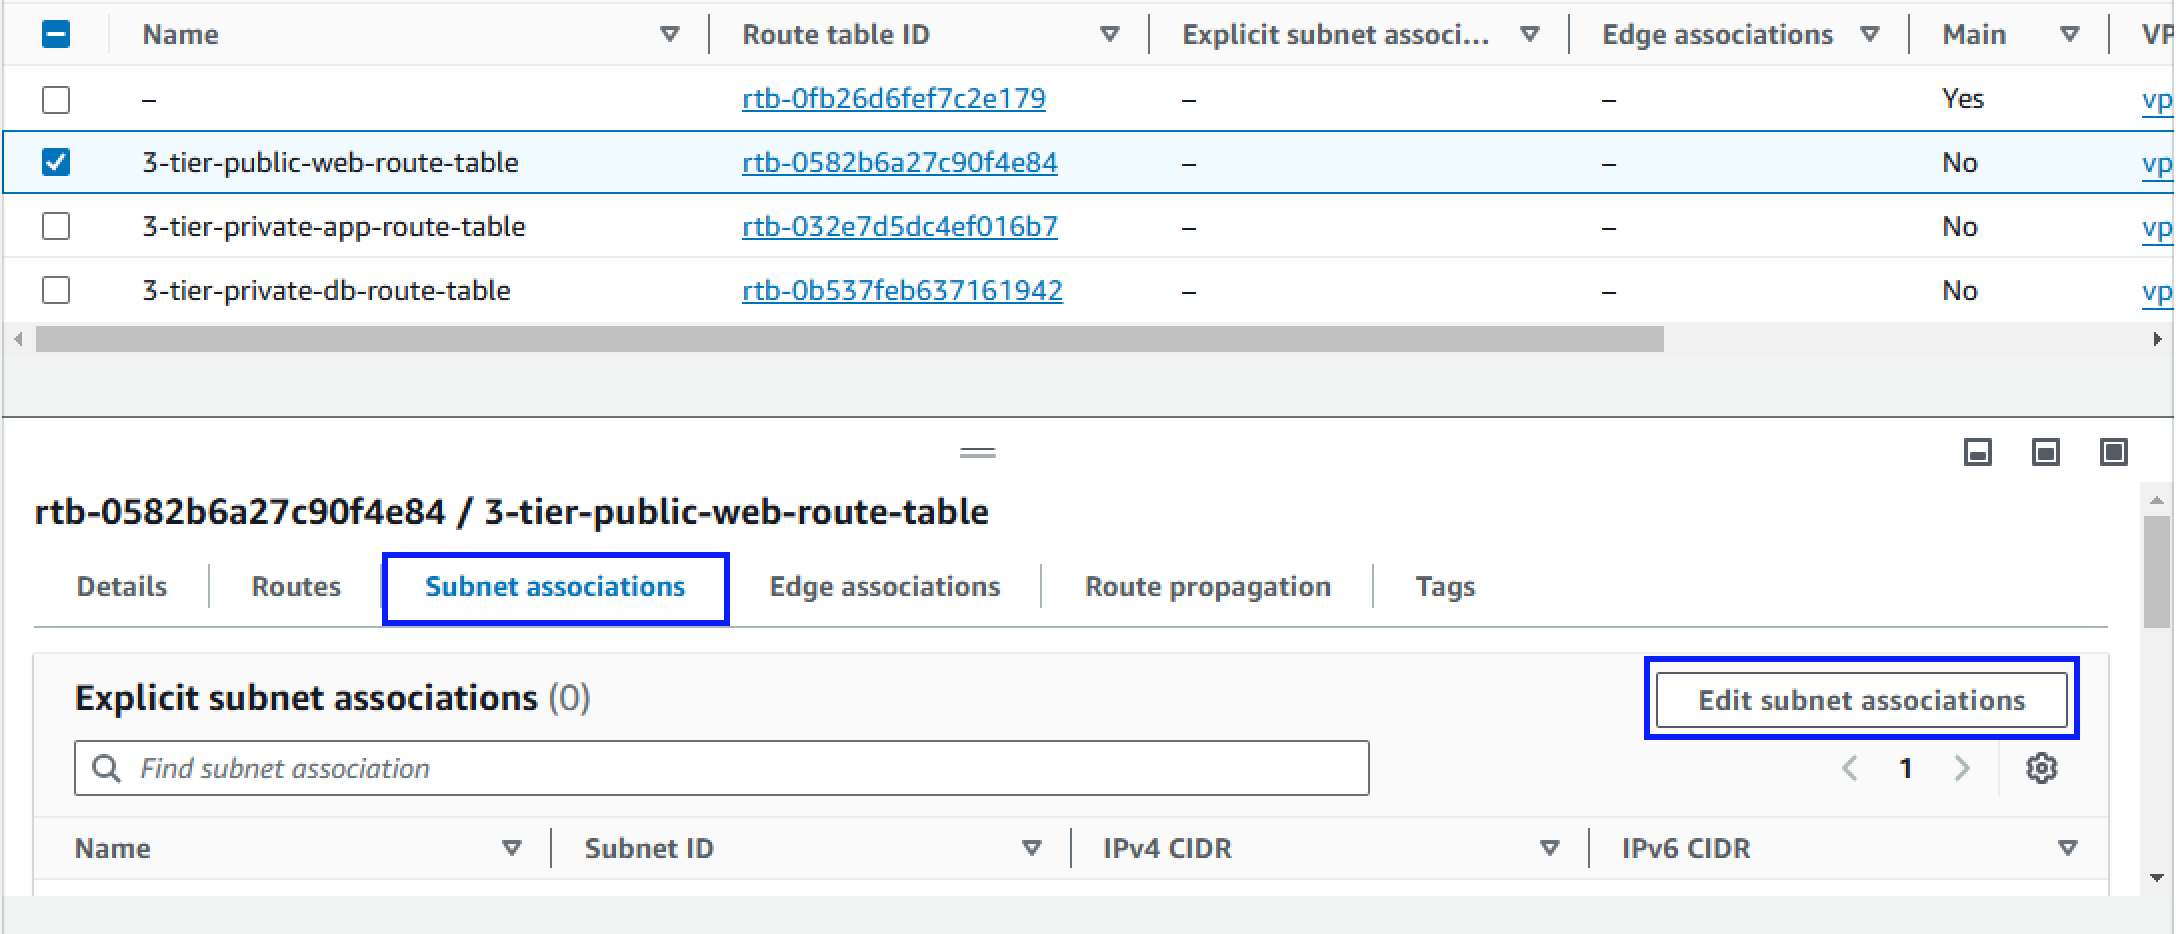 Name Route table ID Explicit subnet associ... Edge associations Main VP
– rtb-0fb26d6fef7c2e179 – – Yes vp
3-tier-public-web-route-table rtb-0582b6a27c90f4e84 – – No vp
3-tier-private-app-route-table rtb-032e7d5dc4ef016b7 – – No vp
3-tier-private-db-route-table rtb-0b537feb637161942 – – No vp
rtb-0582b6a27c90f4e84 / 3-tier-public-web-route-table
Details Routes Subnet associations Edge associations Route propagation Tags
Explicit subnet associations (0) Edit subnet associations
Find subnet association 1
Name Subnet ID IPv4 CIDR IPv6 CIDR